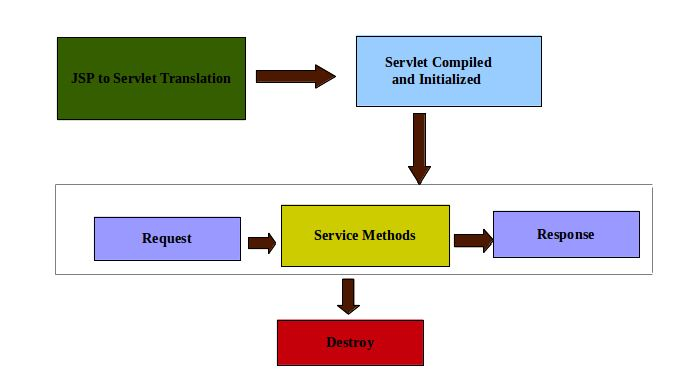 JSP to Servlet Translation
Servlet Compiled
and Initialized
Request
Service Methods
Response
Destroy